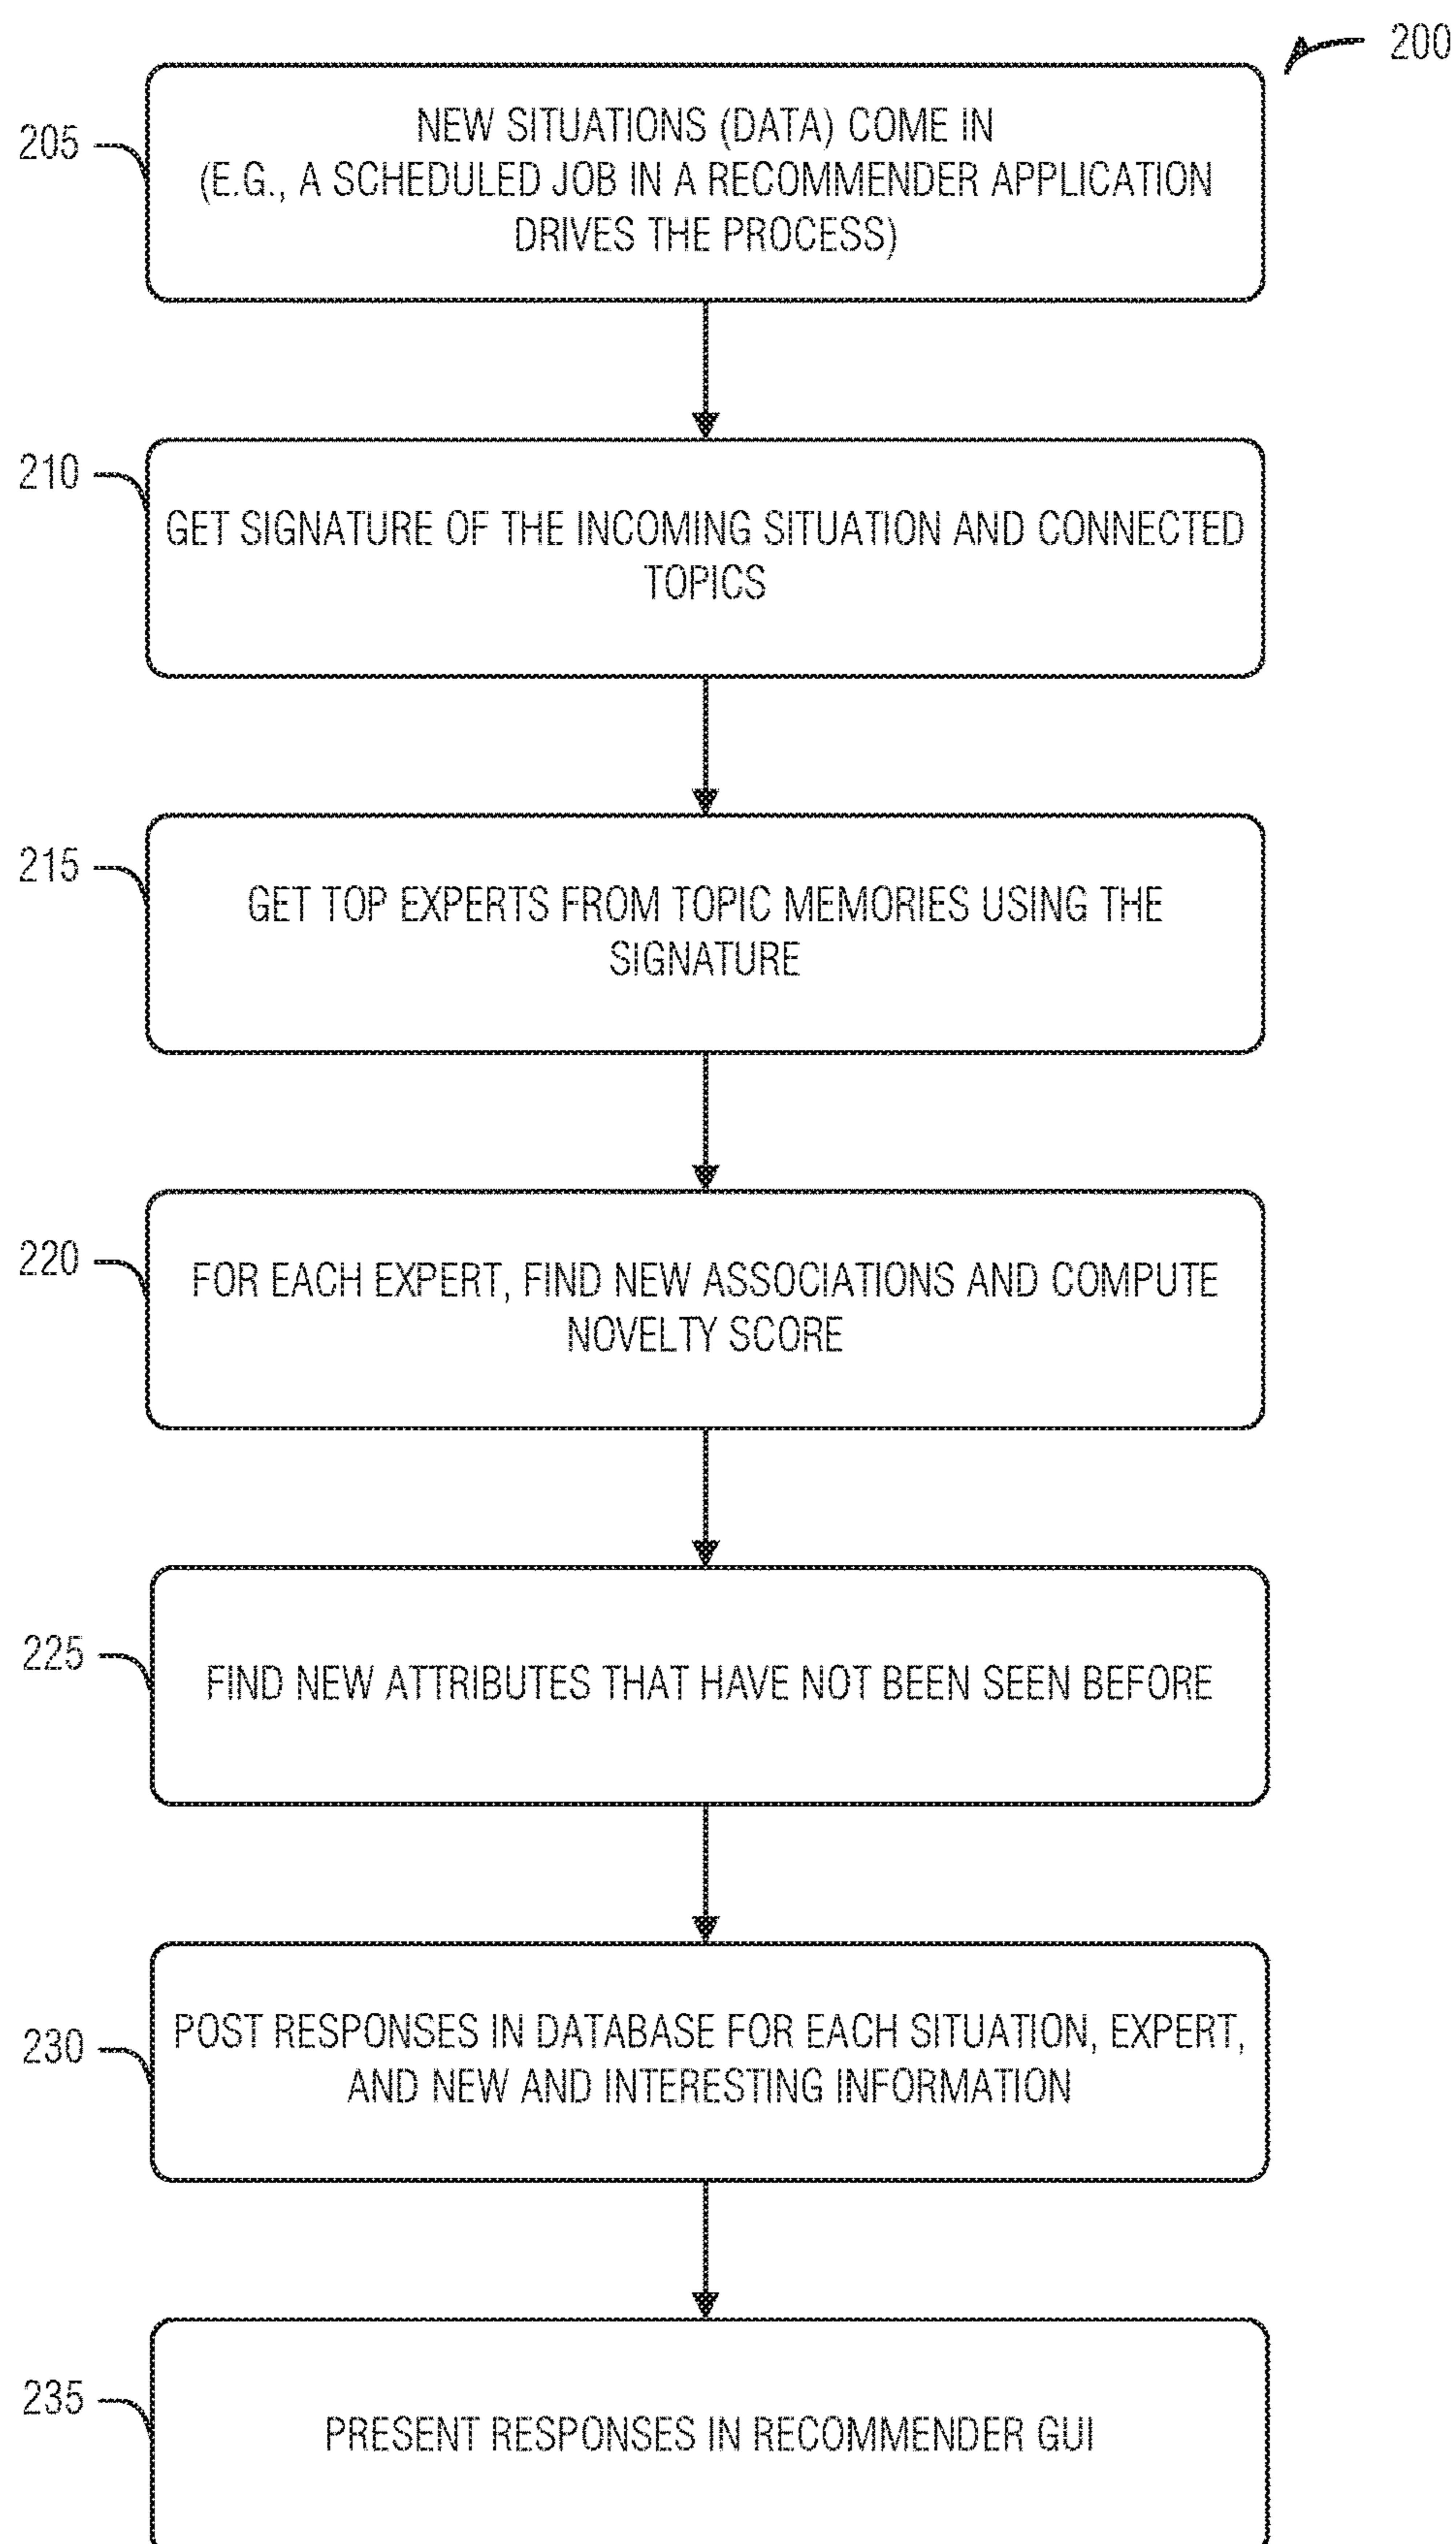 200
205
NEW SITUATIONS (DATA) COME IN
(E.G., A SCHEDULED JOB IN A RECOMMENDER APPLICATION
DRIVES THE PROCESS)
210
GET SIGNATURE OF THE INCOMING SITUATION AND CONNECTED
TOPICS
215
GET TOP EXPERTS FROM TOPIC MEMORIES USING THE
SIGNATURE
220
FOR EACH EXPERT, FIND NEW ASSOCIATIONS AND COMPUTE
NOVELTY SCORE
225
FIND NEW ATTRIBUTES THAT HAVE NOT BEEN SEEN BEFORE
230
POST RESPONSES IN DATABASE FOR EACH SITUATION, EXPERT,
AND NEW AND INTERESTING INFORMATION
235
PRESENT RESPONSES IN RECOMMENDER GUI